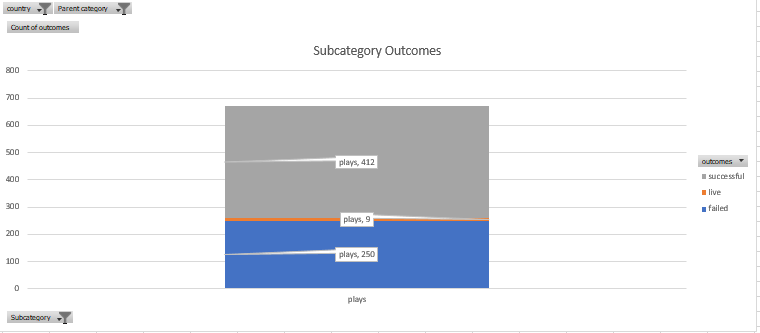 country Parent category
Count of outcomes
Subcategory Outcomes
800
700
600
500
400
300
200
100
0
plays, 412
plays, 9
plays, 250
plays
outcomes
successful
live
failed
Subcategory